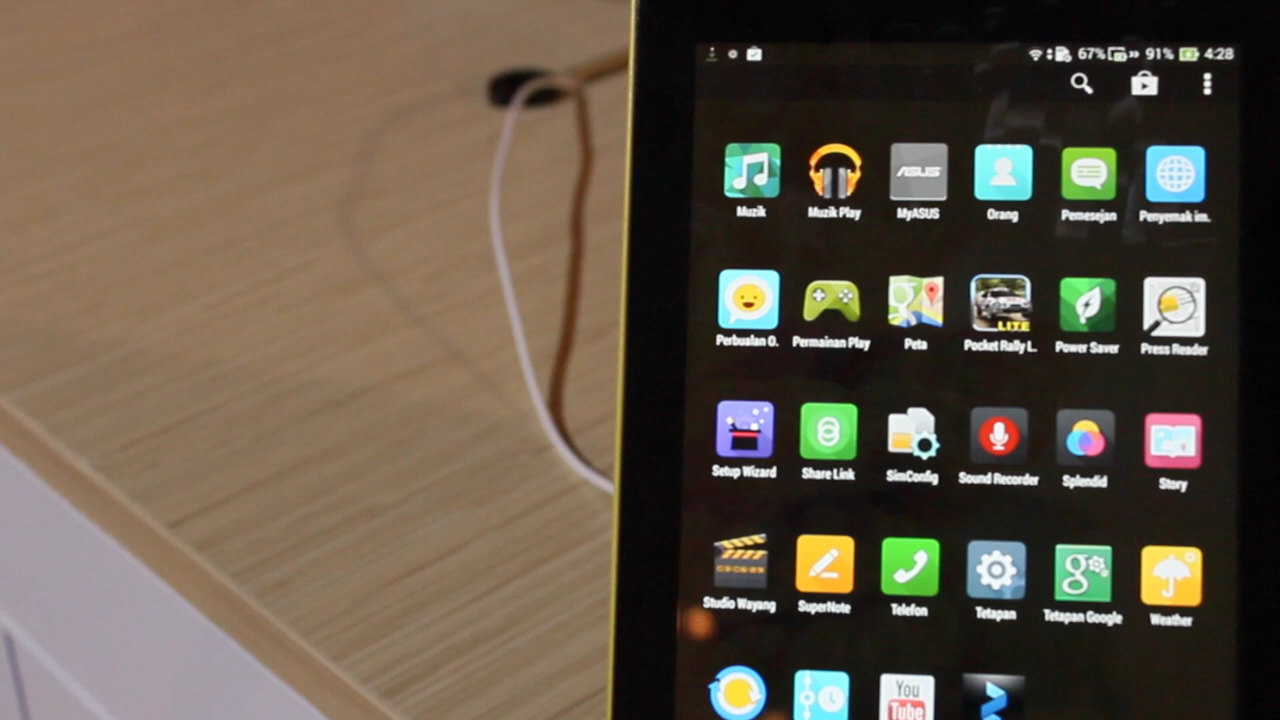 67% 91% 4:28
ASUS
Muzik Muzik Play MyASUS Orang Pemesejan Penyemak im.
LITE
Perbualan O. Permainan Play Peta Pocket Rally L. Power Saver Press Reader
Setup Wizard Share Link SimConfig Sound Recorder Splendid Story
g
Studio Wayang SuperNote Telefon Tetapan Tetapan Google Weather
You
Tube